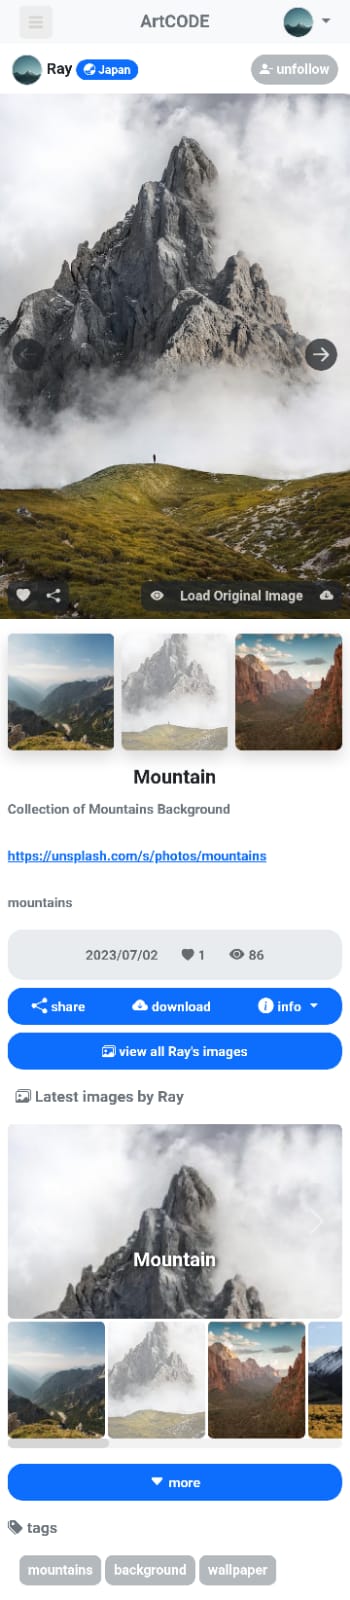 ArtCODE
Ray Japan unfollow
Load Original Image
Mountain
Collection of Mountains Background
https://unsplash.com/s/photos/mountains
mountains
2023/07/02 1 86
share download info
view all Ray's images
Latest images by Ray
Mountain
more
tags
mountains background wallpaper